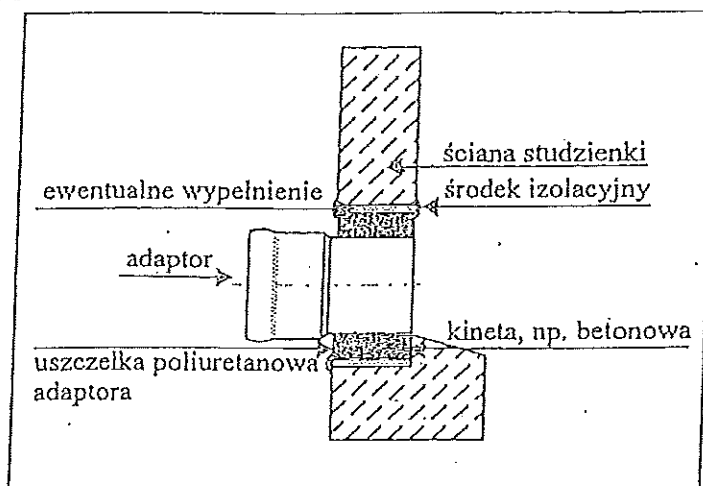 ściana studzienki
ewentualne wypełnienie
środek izolacyjny
adaptor
kineta, np. betonowa
uszczelka poliuretanowa
adaptora